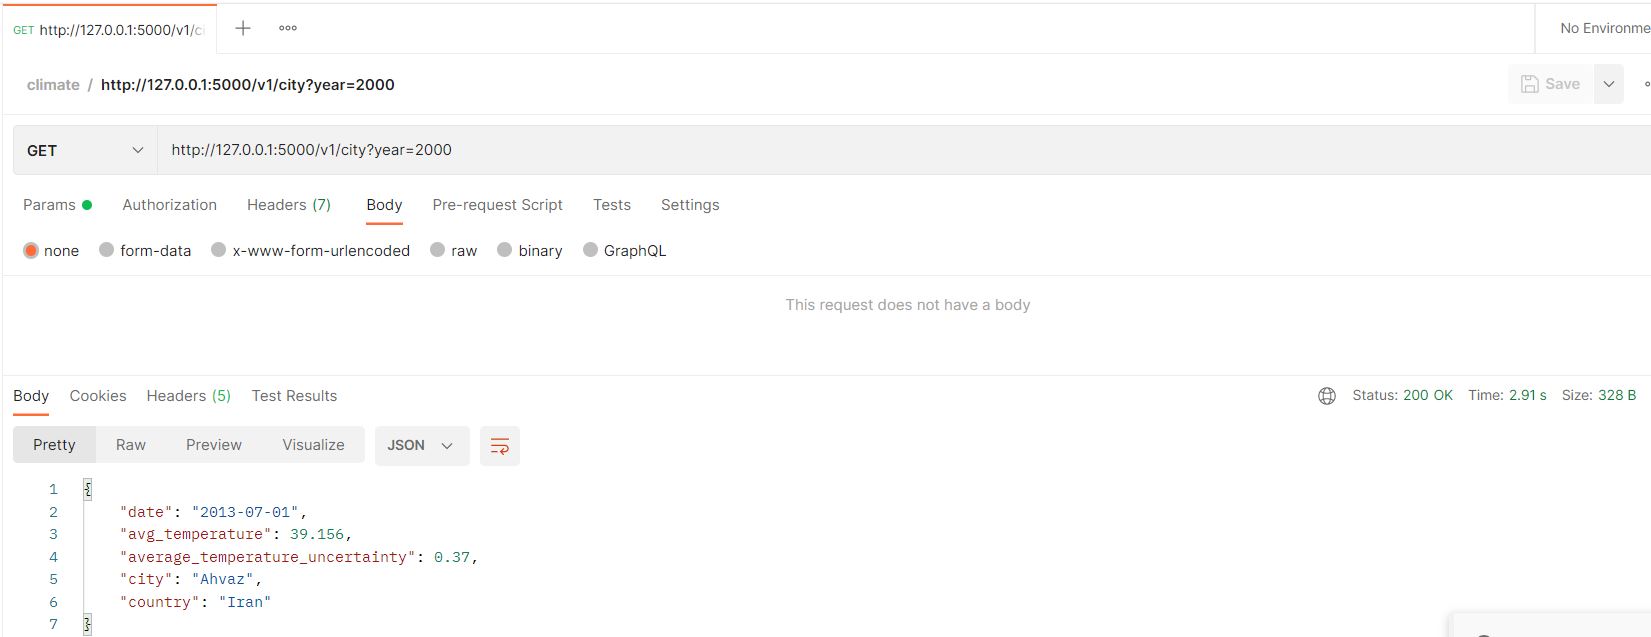 GET http://127.0.0.1:5000/v1/ci
No Environme
climate / http://127.0.0.1:5000/v1/city?year=2000
Save
GET http://127.0.0.1:5000/v1/city?year=2000
Params Authorization Headers (7) Body Pre-request Script Tests Settings
none form-data x-www-form-urlencoded raw binary GraphQL
This request does not have a body
Body Cookies Headers (5) Test Results Status: 200 OK Time: 2.91 s Size: 328 B
Pretty Raw Preview Visualize JSON
1 {
2 "date": "2013-07-01",
3 "avg_temperature": 39.156,
4 "average_temperature_uncertainty": 0.37,
5 "city": "Ahvaz",
6 "country": "Iran"
7 }